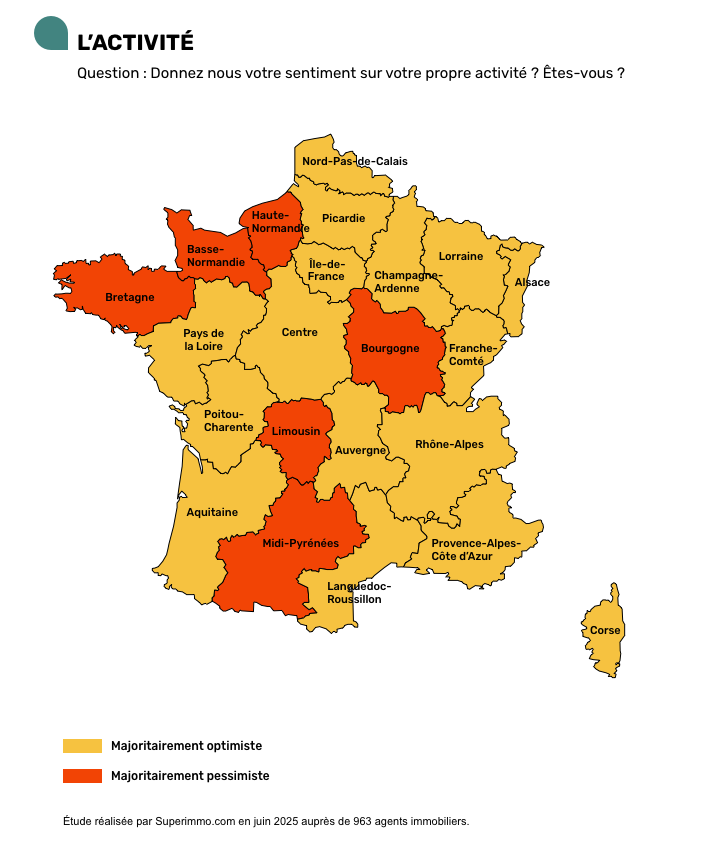 L'ACTIVITÉ
Question : Donnez nous votre sentiment sur votre propre activité ? Êtes-vous ?
Nord-Pas-de-Calais
Haute-
Normandie
Picardie
Basse-
Normandie
Île-de-
France
Champagne-
Ardenne
Lorraine
Alsace
Bretagne
Pays de
la Loire
Centre
Bourgogne
Franche-
Comté
Poitou-
Charente
Limousin
Auvergne
Rhône-Alpes
Aquitaine
Midi-Pyrénées
Provence-Alpes-
Côte d'Azur
Languedoc-
Roussillon
Corse
Majoritairement optimiste
Majoritairement pessimiste
Étude réalisée par Superimmo.com en juin 2025 auprès de 963 agents immobiliers.